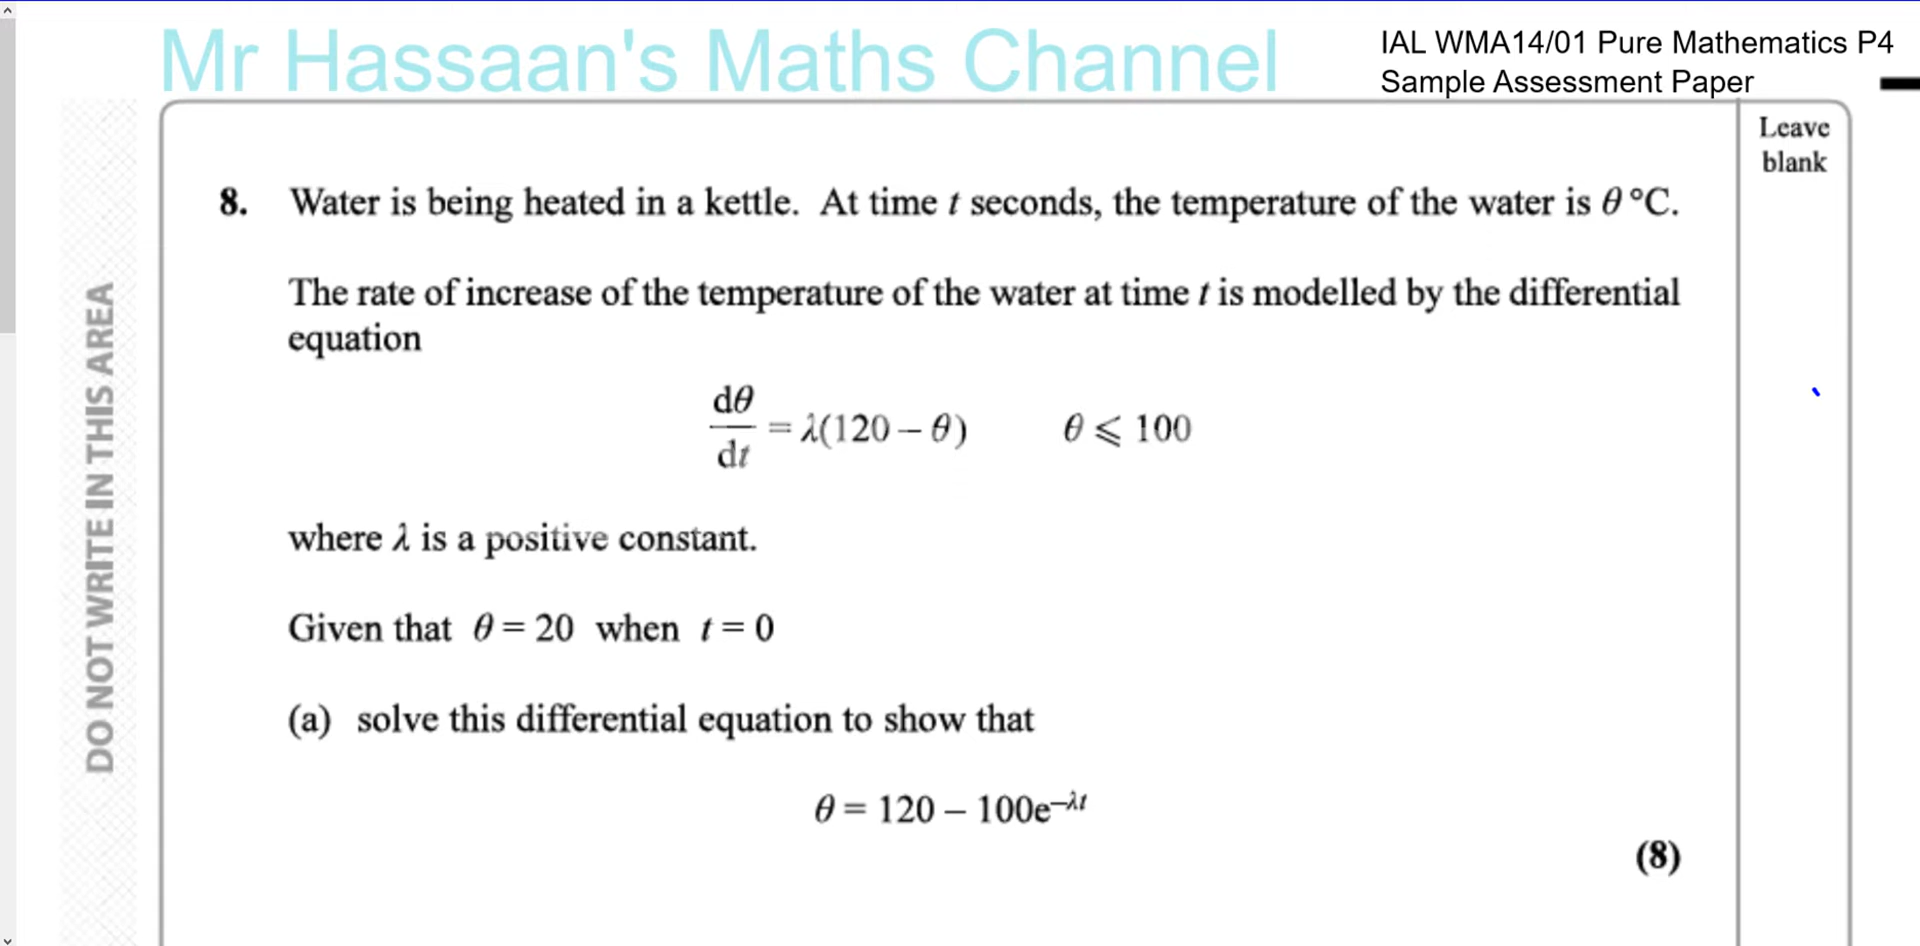 Mr Hassaan's Maths Channel
IAL WMA14/01 Pure Mathematics P4
Sample Assessment Paper
Leave
blank
DO NOT WRITE IN THIS AREA
8. Water is being heated in a kettle. At time t seconds, the temperature of the water is θ °C.
The rate of increase of the temperature of the water at time t is modelled by the differential
equation
dθ/dt = λ(120 – θ) θ ⩽ 100
where λ is a positive constant.
Given that θ = 20 when t = 0
(a) solve this differential equation to show that
θ = 120 – 100e^{–λt}
(8)